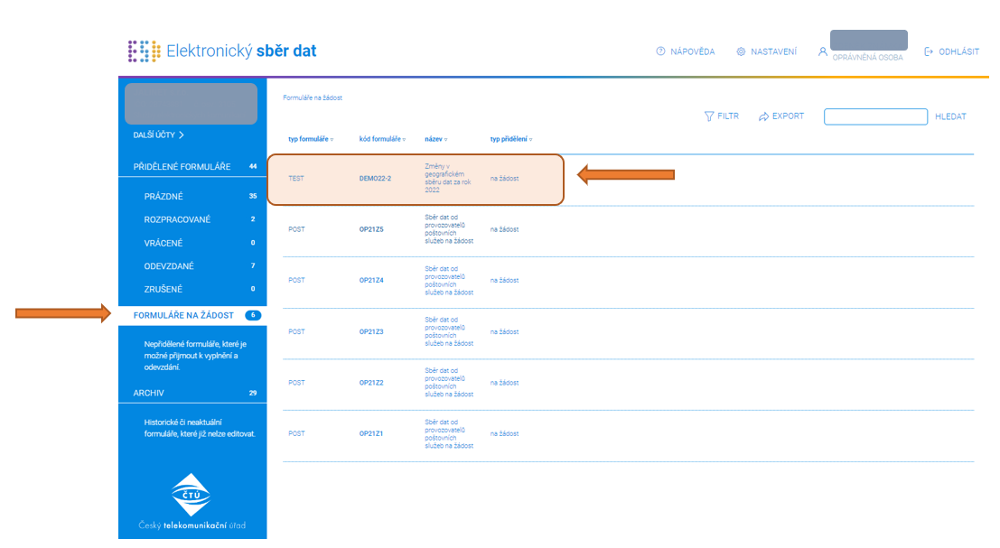 Elektronický sběr dat
NÁPOVĚDA
NASTAVENÍ
OPRÁVNĚNÁ OSOBA
ODHLÁSIT
DALŠÍ ÚČTY
PŘIDĚLENÉ FORMULÁŘE 44
PRÁZDNÉ 35
ROZPRACOVANÉ 2
VRÁCENÉ 0
ODEVZDANÉ 7
ZRUŠENÉ 0
FORMULÁŘE NA ŽÁDOST 6
Nepřidělené formuláře, které je
možné přijmout k vyplnění a
odevzdání.
ARCHIV 29
Historické či neaktuální
formuláře, které již nelze editovat.
ČTÚ
Český telekomunikační úřad
Formuláře na žádost
FILTR
EXPORT
HLEDAT
typ formuláře kód formuláře název typ přidělení
TEST DEMO22-2 Změny v
geografickém
sběru dat za rok
2022
na žádost
POST OP21Z5 Sběr dat od
provozovatelů
poštovních
služeb na žádost
na žádost
POST OP21Z4 Sběr dat od
provozovatelů
poštovních
služeb na žádost
na žádost
POST OP21Z3 Sběr dat od
provozovatelů
poštovních
služeb na žádost
na žádost
POST OP21Z2 Sběr dat od
provozovatelů
poštovních
služeb na žádost
na žádost
POST OP21Z1 Sběr dat od
provozovatelů
poštovních
služeb na žádost
na žádost